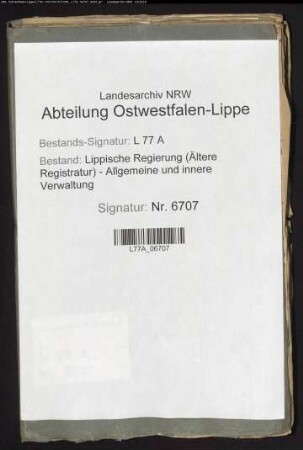 Landesarchiv NRW
Abteilung Ostwestfalen-Lippe
Bestands-Signatur: L 77 A
Bestand: Lippische Regierung (Ältere
Registratur) - Allgemeine und innere
Verwaltung
Signatur: Nr. 6707
L77A_06707